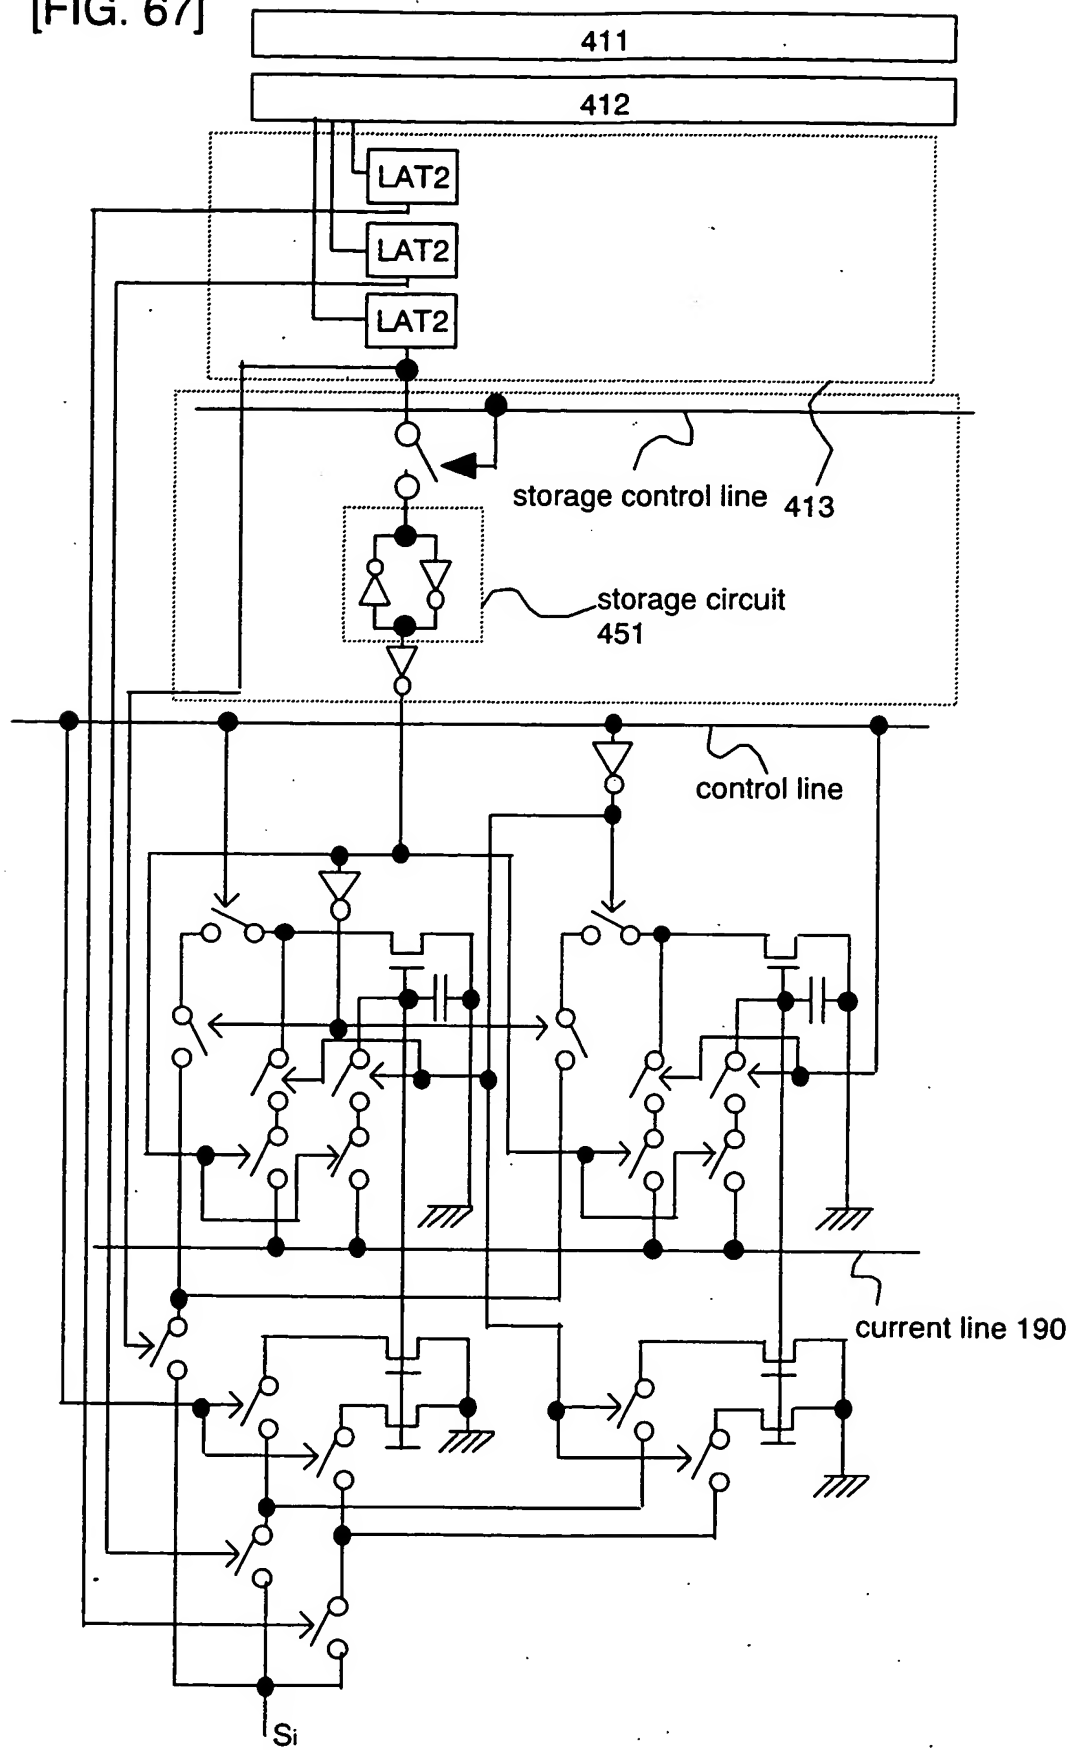 [FIG. 67]
411
412
LAT2
LAT2
LAT2
storage control line
413
storage circuit
451
control line
current line 190
Si